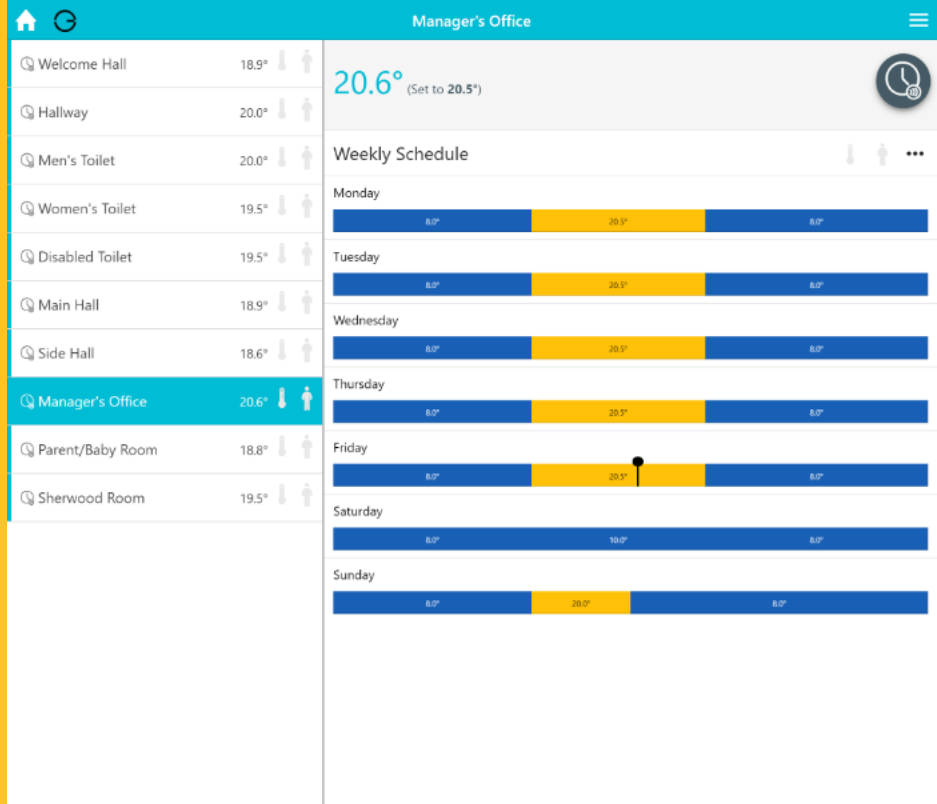 Manager's Office
Welcome Hall 18.9°
Hallway 20.0°
Men's Toilet 20.0°
Women's Toilet 19.5°
Disabled Toilet 19.5°
Main Hall 18.9°
Side Hall 18.6°
Manager's Office 20.6°
Parent/Baby Room 18.8°
Sherwood Room 19.5°
20.6° (Set to 20.5°)
Weekly Schedule
Monday
8.0° 20.5° 8.0°
Tuesday
8.0° 20.5° 8.0°
Wednesday
8.0° 20.5° 8.0°
Thursday
8.0° 20.5° 8.0°
Friday
8.0° 20.5° 8.0°
Saturday
8.0° 10.0° 8.0°
Sunday
8.0° 20.0° 8.0°